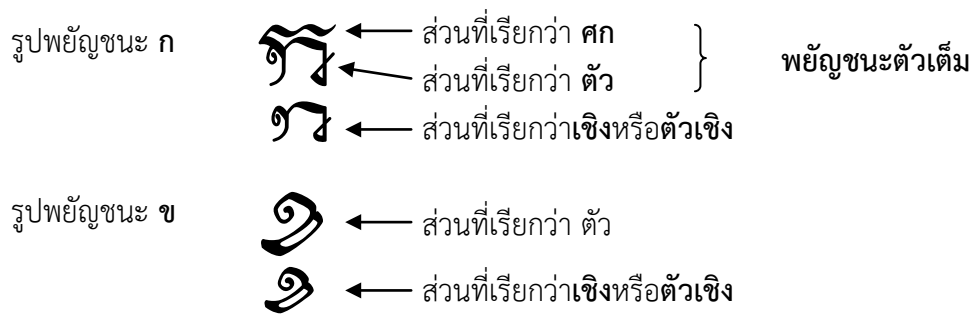 รูปพยัญชนะ ก
ส่วนที่เรียกว่า ศก
ส่วนที่เรียกว่า ตัว
พยัญชนะตัวเต็ม
ส่วนที่เรียกว่าเชิงหรือตัวเชิง
รูปพยัญชนะ ข
ส่วนที่เรียกว่า ตัว
ส่วนที่เรียกว่าเชิงหรือตัวเชิง